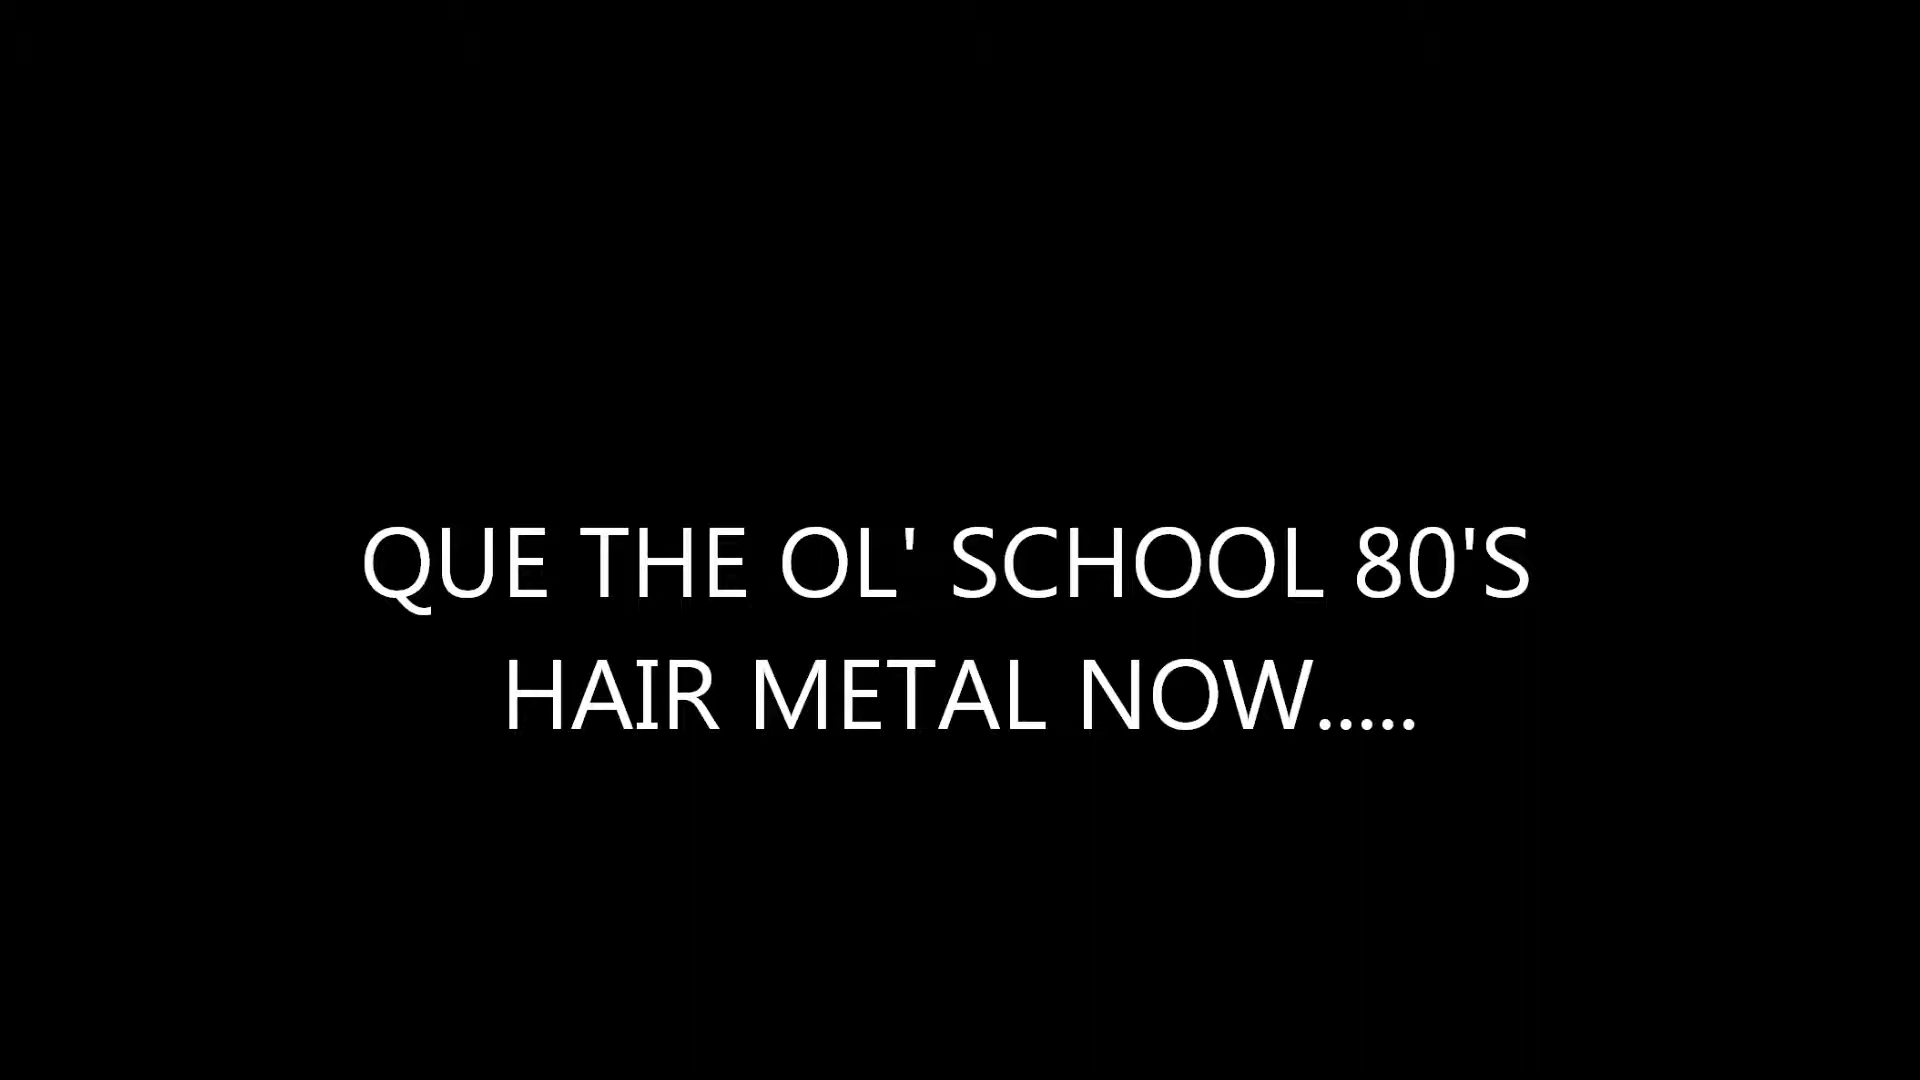 QUE THE OL' SCHOOL 80'S
HAIR METAL NOW.....